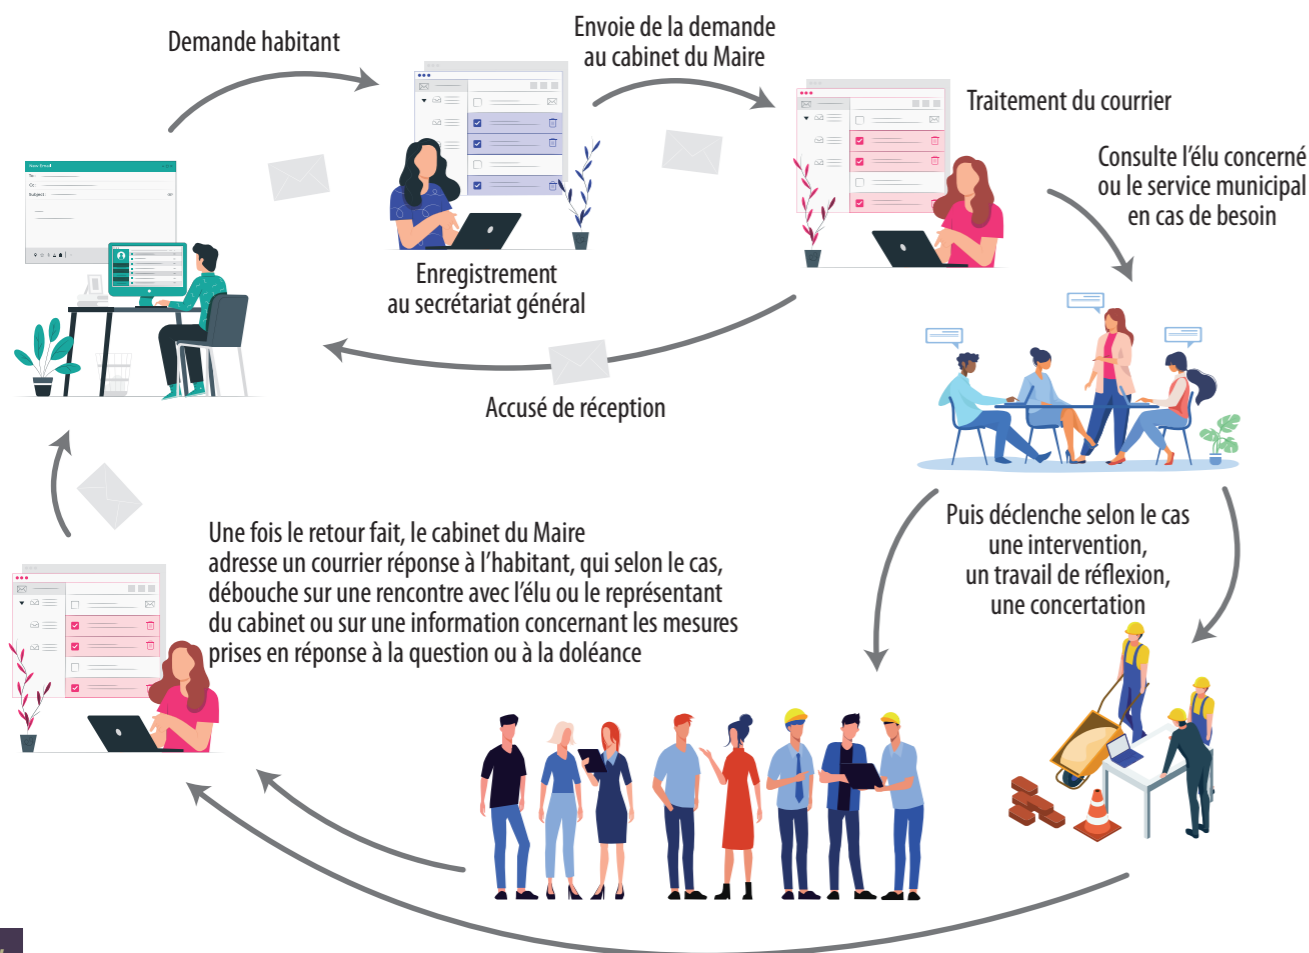 Demande habitant
Envoie de la demande
au cabinet du Maire
Traitement du courrier
Consulte l’élu concerné
ou le service municipal
en cas de besoin
Enregistrement
au secrétariat général
Accusé de réception
Puis déclenche selon le cas
une intervention,
un travail de réflexion,
une concertation
Une fois le retour fait, le cabinet du Maire
adresse un courrier réponse à l’habitant, qui selon le cas,
débouche sur une rencontre avec l’élu ou le représentant
du cabinet ou sur une information concernant les mesures
prises en réponse à la question ou à la doléance